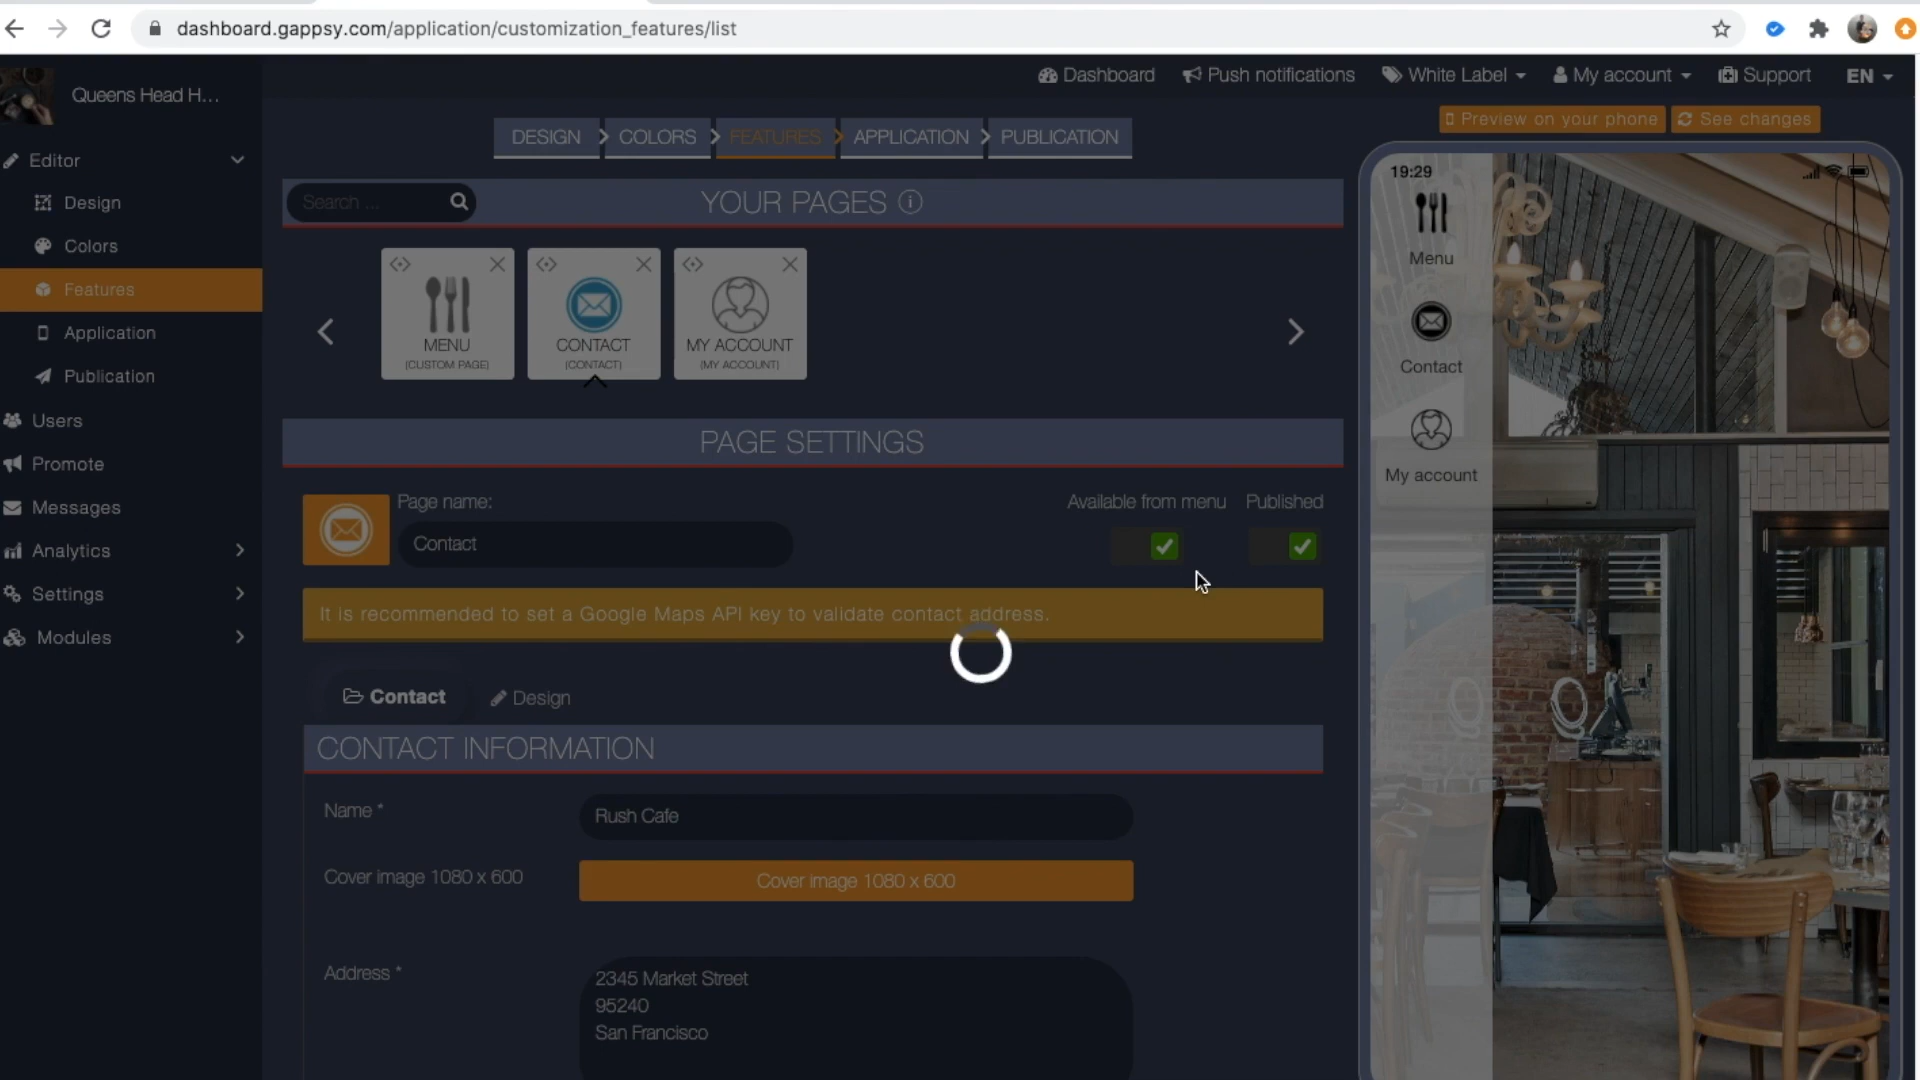 dashboard.gappsy.com/application/customization_features/list
Queens Head H...
Dashboard
Push notifications
White Label
My account
Support
EN
Preview on your phone
See changes
DESIGN
COLORS
FEATURES
APPLICATION
PUBLICATION
Editor
Design
Colors
Features
Application
Publication
Users
Promote
Messages
Analytics
Settings
Modules
Search ...
YOUR PAGES
MENU
(CUSTOM PAGE)
CONTACT
(CONTACT)
MY ACCOUNT
(MY ACCOUNT)
PAGE SETTINGS
Page name:
Contact
Available from menu
Published
It is recommended to set a Google Maps API key to validate contact address.
Contact
Design
CONTACT INFORMATION
Name *
Rush Cafe
Cover image 1080 x 600
Cover image 1080 x 600
Address *
2345 Market Street
95240
San Francisco
19:29
Menu
Contact
My account